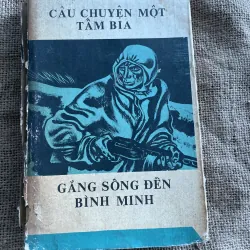 CÂU CHUYỆN MỘT
TẤM BIA
GẮNG SỐNG ĐẾN
BÌNH MINH